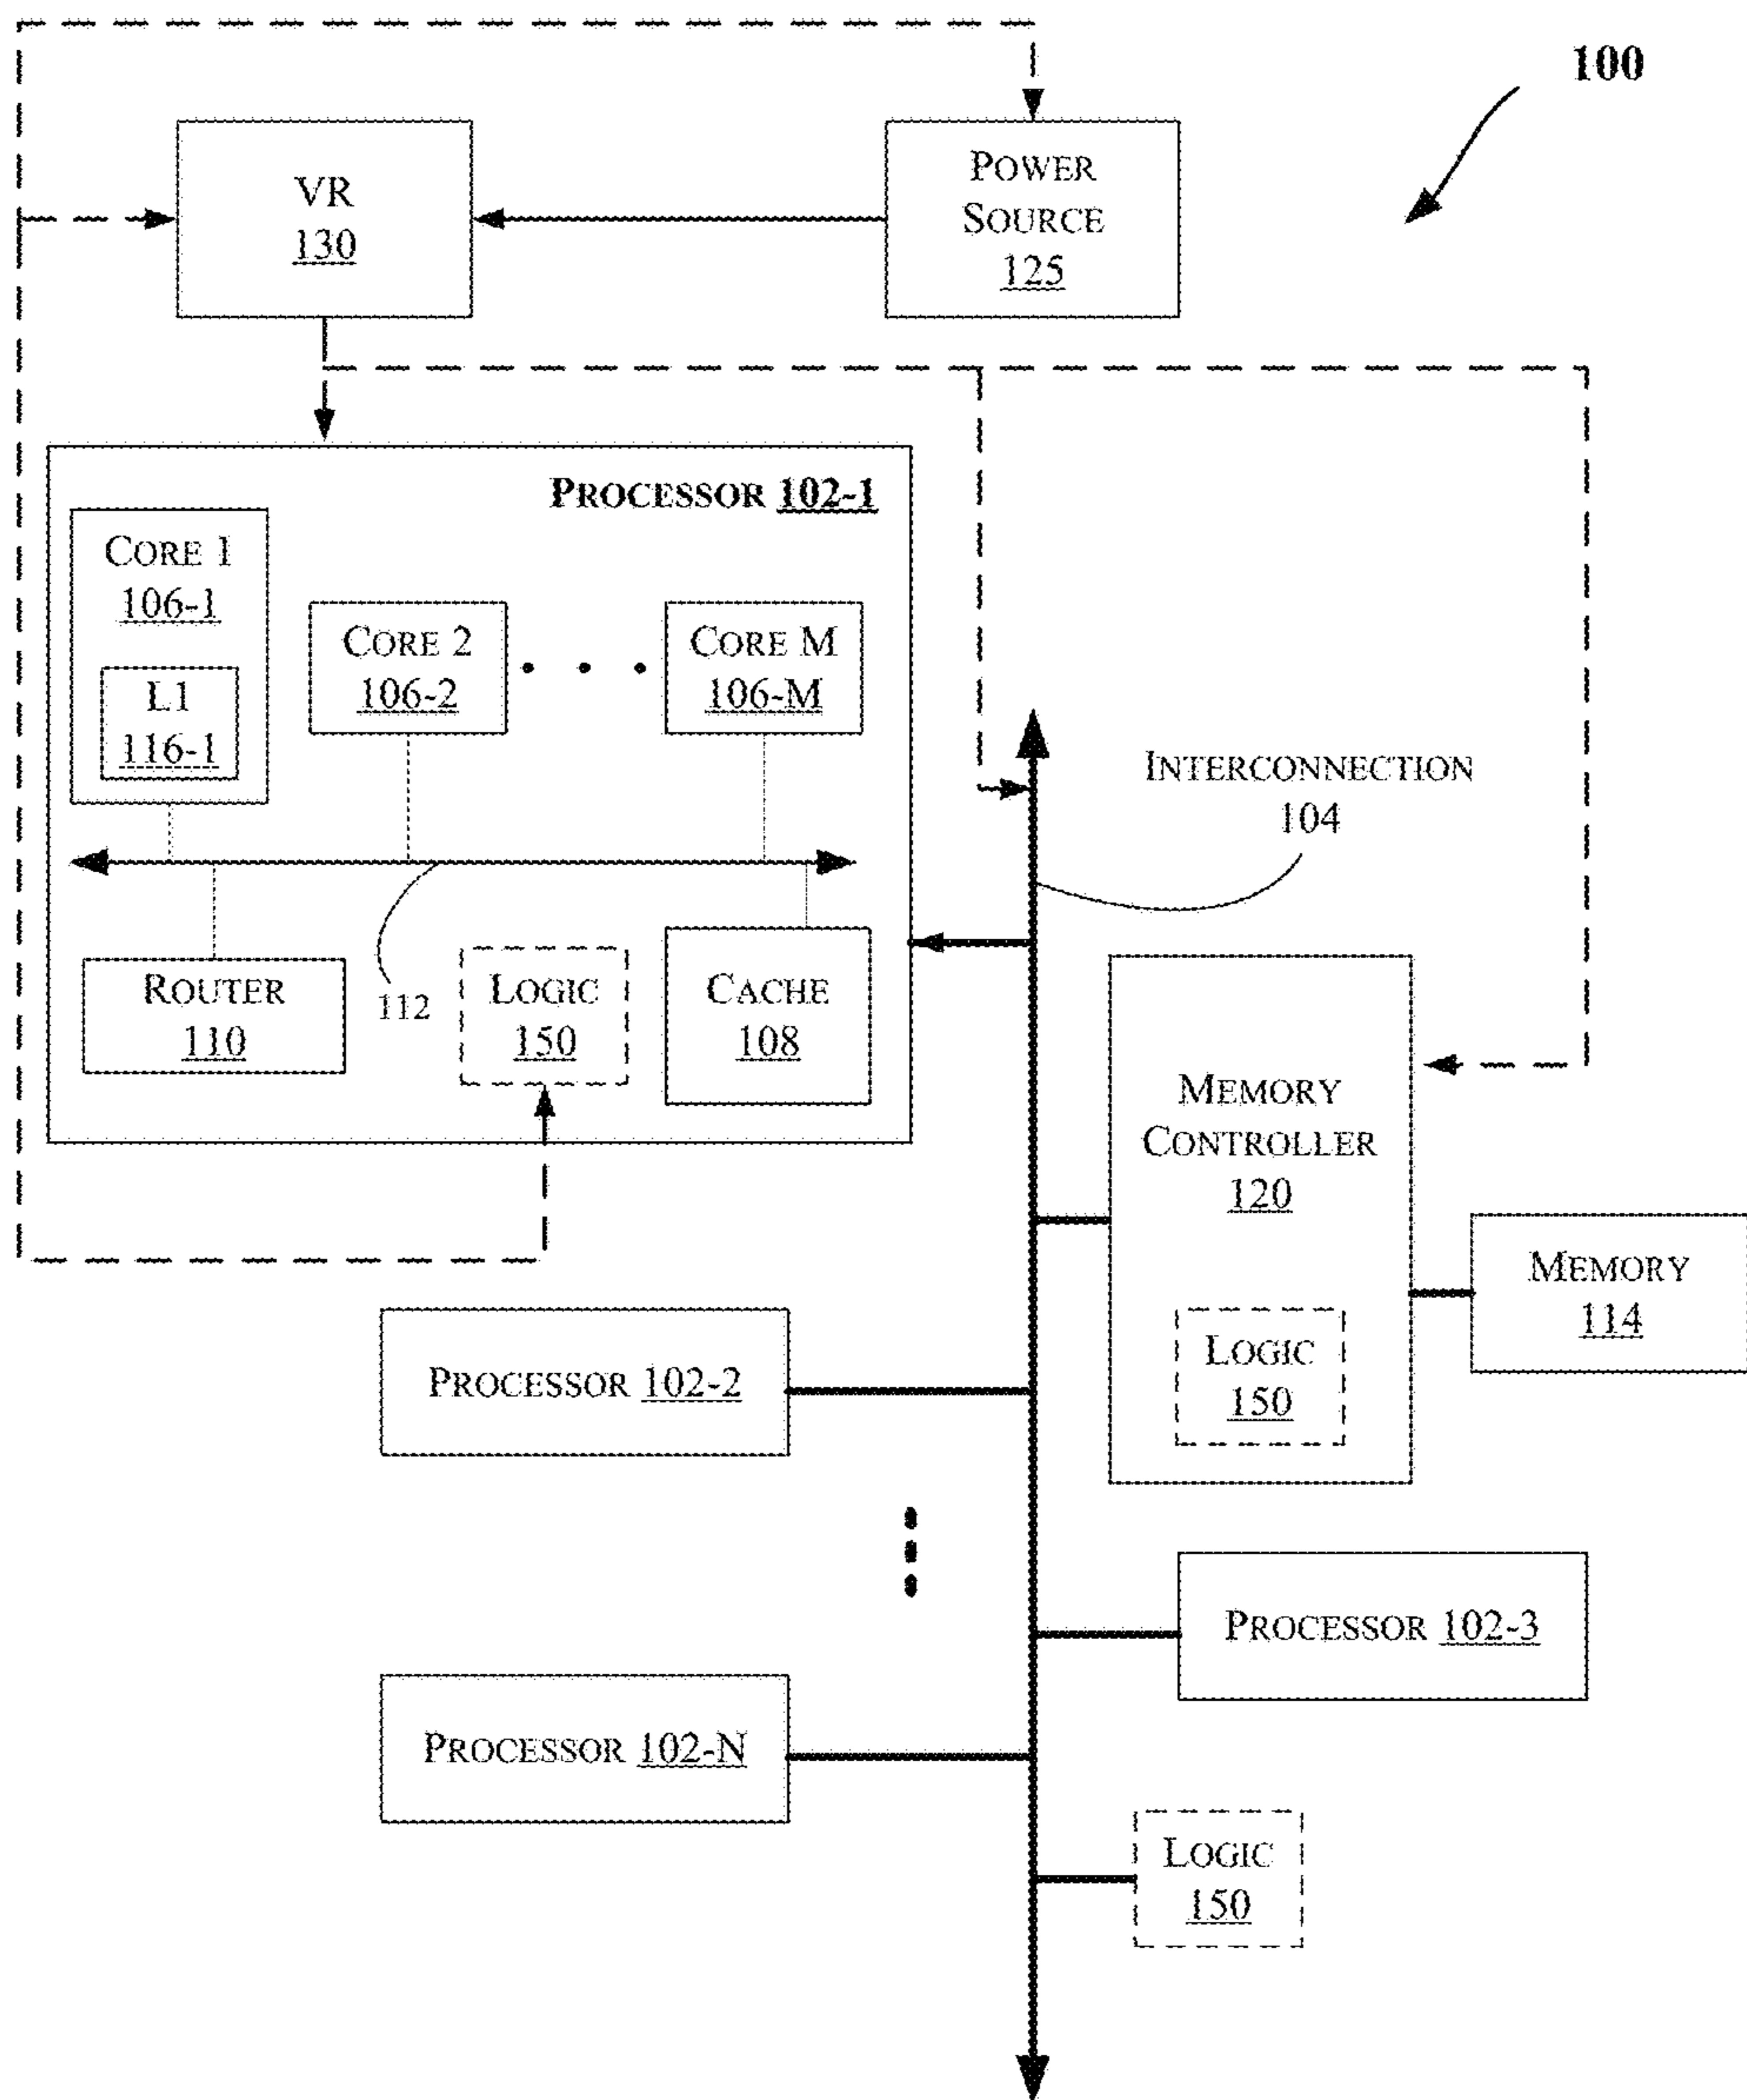 100
VR
130
POWER
SOURCE
125
PROCESSOR 102-1
CORE 1
106-1
L1
116-1
CORE 2
106-2
CORE M
106-M
INTERCONNECTION
104
ROUTER
110
112
LOGIC
150
CACHE
108
MEMORY
CONTROLLER
120
LOGIC
150
MEMORY
114
PROCESSOR 102-2
PROCESSOR 102-3
PROCESSOR 102-N
LOGIC
150